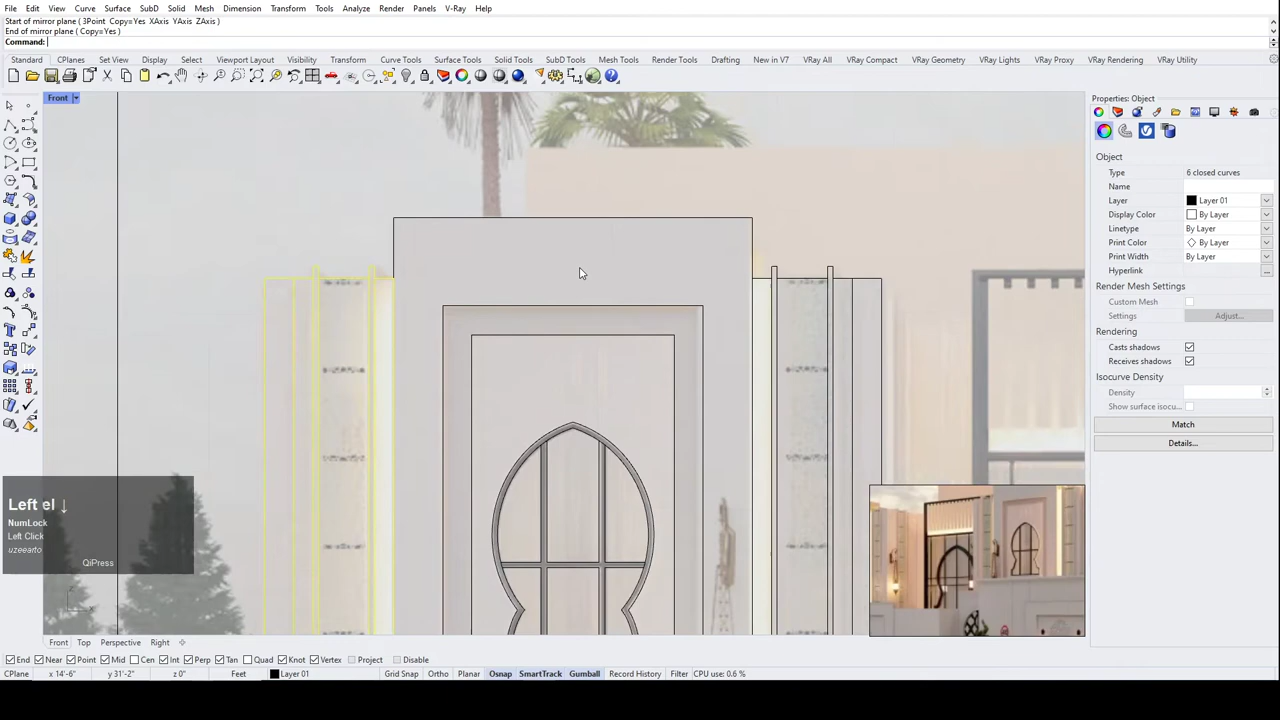 File Edit View Curve Surface Solid Mesh Dimension Transform Tools Analyze Render Panels V-Ray Help
Start of mirror plane ( 3Point Copy=Yes XAxis YAxis ZAxis )
End of mirror plane ( Copy=Yes )
Command:
Standard CPlanes Set View Display Select Viewport Layout Visibility Transform Curve Tools Surface Tools Solid Tools SubD Tools Mesh Tools Render Tools Drafting New in V7 VRay All VRay Compact VRay Geometry VRay Lights VRay Proxy VRay Rendering VRay Utility
Front
Properties: Object
Object
Type 6 closed curves
Name
Layer Layer 01
Display Color By Layer
Linetype By Layer
Print Color By Layer
Print Width By Layer
Hyperlink ...
Render Mesh Settings
Custom Mesh
Settings Adjust...
Rendering
Casts shadows
Receives shadows
Isocurve Density
Density
Show surface isocu...
Match
Details...
Left el ↓
NumLock
Left Click
uzeearto
QiPress
z
x
Front Top Perspective Right
End Near Point Mid Cen Int Perp Tan Quad Knot Vertex Project Disable
CPlane x 14'-6" y 31'-2" z 0" Feet Layer 01 Grid Snap Ortho Planar Osnap SmartTrack Gumball Record History Filter CPU use: 0.6 %